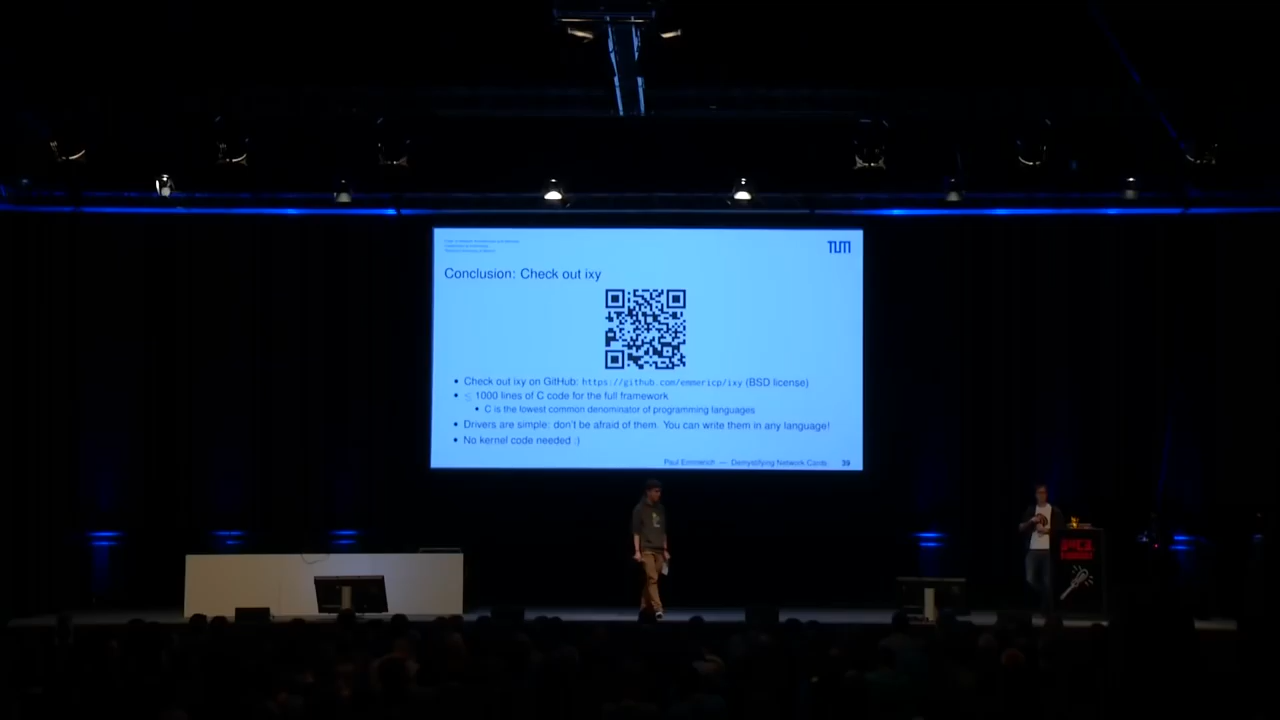 TUM
Conclusion: Check out ixy
• Check out ixy on GitHub: https://github.com/emmericp/ixy (BSD license)
• ≤ 1000 lines of C code for the full framework
• C is the lowest common denominator of programming languages
• Drivers are simple: don't be afraid of them. You can write them in any language!
• No kernel code needed :)
Paul Emmerich — Demystifying Network Cards 39